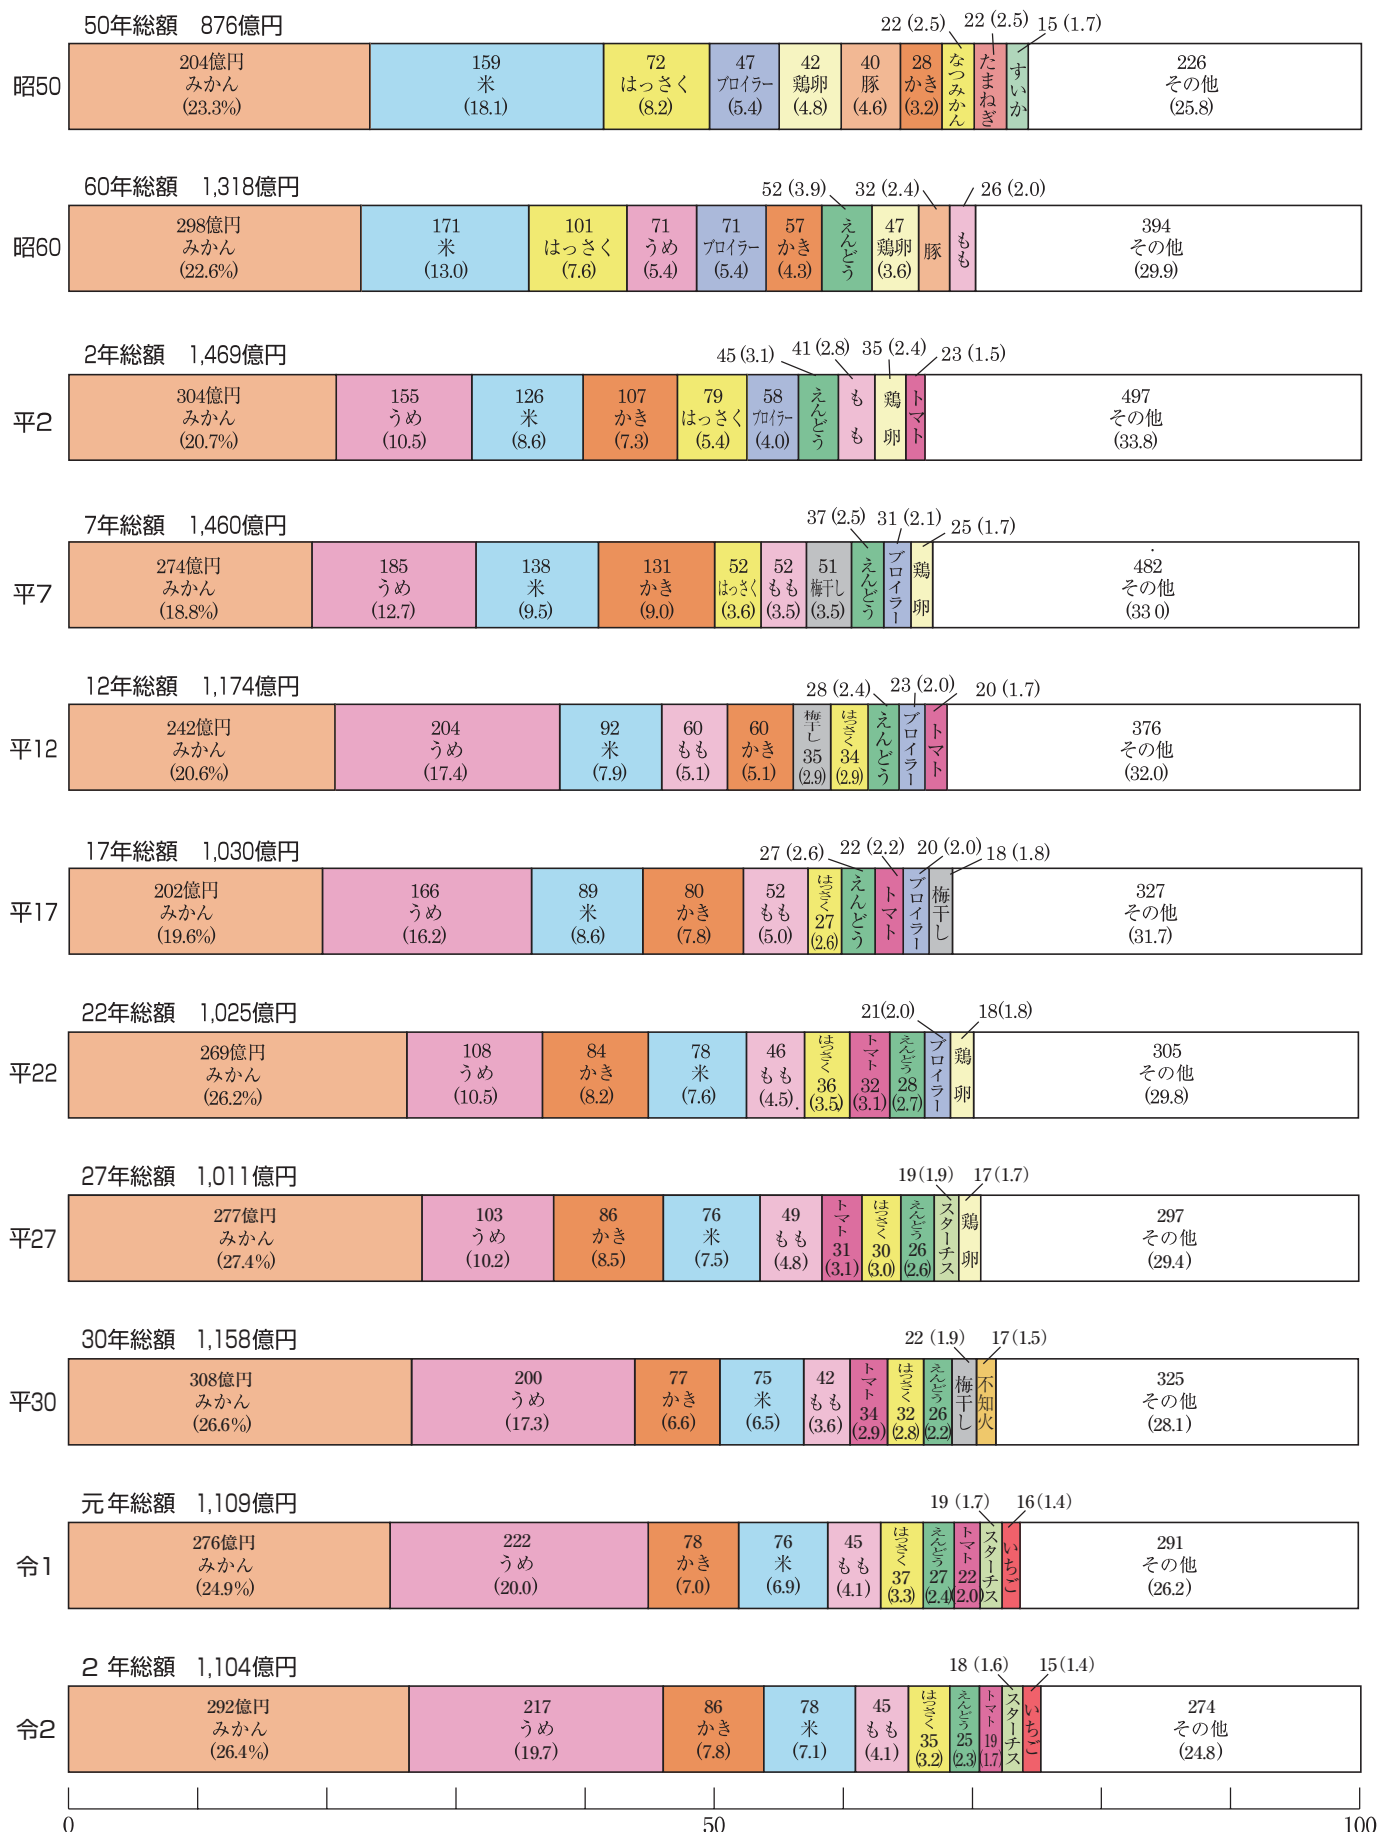 50年総額 876億円
22 (2.5) 22 (2.5) 15 (1.7)
昭50
204億円 みかん (23.3%)
159 米 (18.1)
72 はっさく (8.2)
47 ブロイラー (5.4)
42 鶏卵 (4.8)
40 豚 (4.6)
28 かき (3.2)
なつみかん
たまねぎ
すいか
226 その他 (25.8)
60年総額 1,318億円
52 (3.9) 32 (2.4) 26 (2.0)
昭60
298億円 みかん (22.6%)
171 米 (13.0)
101 はっさく (7.6)
71 うめ (5.4)
71 ブロイラー (5.4)
57 かき (4.3)
えんどう
47 鶏卵 (3.6)
豚
もも
394 その他 (29.9)
2年総額 1,469億円
45 (3.1) 41 (2.8) 35 (2.4) 23 (1.5)
平2
304億円 みかん (20.7%)
155 うめ (10.5)
126 米 (8.6)
107 かき (7.3)
79 はっさく (5.4)
58 ブロイラー (4.0)
えんどう
もも
鶏卵
トマト
497 その他 (33.8)
7年総額 1,460億円
37 (2.5) 31 (2.1) 25 (1.7)
平7
274億円 みかん (18.8%)
185 うめ (12.7)
138 米 (9.5)
131 かき (9.0)
52 はっさく (3.6)
52 もも (3.5)
51 梅干し (3.5)
えんどう
ブロイラー
鶏卵
482 その他 (33 0)
12年総額 1,174億円
28 (2.4) 23 (2.0) 20 (1.7)
平12
242億円 みかん (20.6%)
204 うめ (17.4)
92 米 (7.9)
60 もも (5.1)
60 かき (5.1)
梅干し 35 (2.9)
はっさく 34 (2.9)
えんどう
ブロイラー
トマト
376 その他 (32.0)
17年総額 1,030億円
27 (2.6) 22 (2.2) 20 (2.0) 18 (1.8)
平17
202億円 みかん (19.6%)
166 うめ (16.2)
89 米 (8.6)
80 かき (7.8)
52 もも (5.0)
はっさく 27 (2.6)
えんどう
トマト
ブロイラー
梅干し
327 その他 (31.7)
22年総額 1,025億円
21(2.0) 18(1.8)
平22
269億円 みかん (26.2%)
108 うめ (10.5)
84 かき (8.2)
78 米 (7.6)
46 もも (4.5)
はっさく 36 (3.5)
トマト 32 (3.1)
えんどう 28 (2.7)
ブロイラー
鶏卵
305 その他 (29.8)
27年総額 1,011億円
19(1.9) 17(1.7)
平27
277億円 みかん (27.4%)
103 うめ (10.2)
86 かき (8.5)
76 米 (7.5)
49 もも (4.8)
トマト 31 (3.1)
はっさく 30 (3.0)
えんどう 26 (2.6)
スターチス
鶏卵
297 その他 (29.4)
30年総額 1,158億円
22 (1.9) 17(1.5)
平30
308億円 みかん (26.6%)
200 うめ (17.3)
77 かき (6.6)
75 米 (6.5)
42 もも (3.6)
トマト 34 (2.9)
はっさく 32 (2.8)
えんどう 26 (2.2)
梅干し
不知火
325 その他 (28.1)
元年総額 1,109億円
19 (1.7) 16(1.4)
令1
276億円 みかん (24.9%)
222 うめ (20.0)
78 かき (7.0)
76 米 (6.9)
45 もも (4.1)
はっさく 37 (3.3)
えんどう 27 (2.4)
トマト 22 (2.0)
スターチス
いちご
291 その他 (26.2)
2 年総額 1,104億円
18 (1.6) 15(1.4)
令2
292億円 みかん (26.4%)
217 うめ (19.7)
86 かき (7.8)
78 米 (7.1)
45 もも (4.1)
はっさく 35 (3.2)
えんどう 25 (2.3)
トマト 19 (1.7)
スターチス
いちご
274 その他 (24.8)
0 50 100